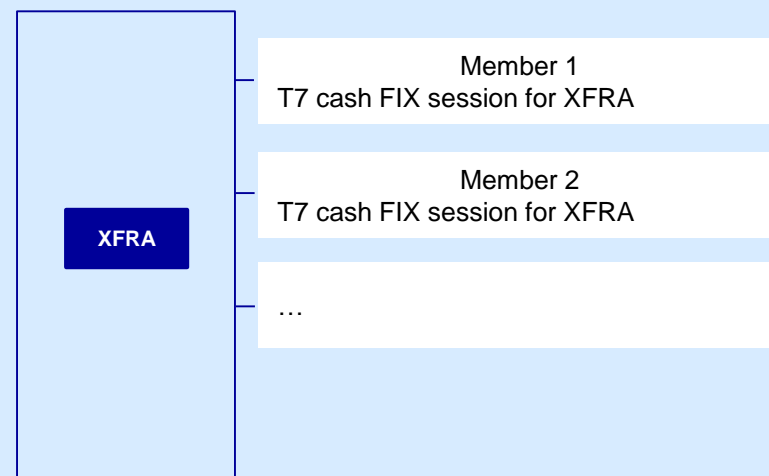 Member 1
T7 cash FIX session for XFRA
Member 2
T7 cash FIX session for XFRA
XFRA
…